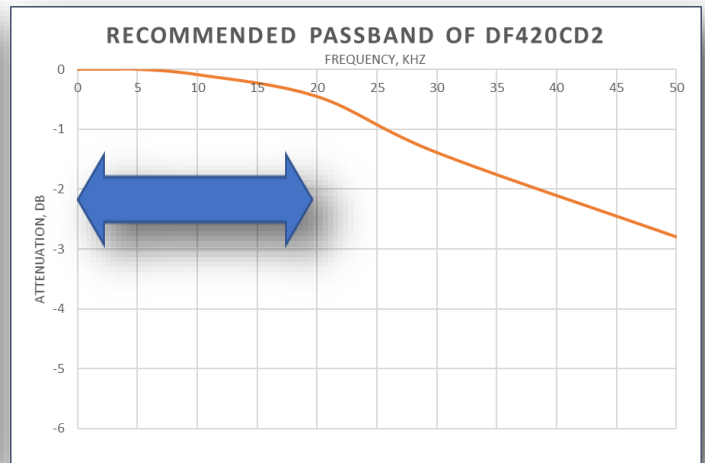 RECOMMENDED PASSBAND OF DF420CD2
FREQUENCY, KHZ
0
0 5 10 15 20 25 30 35 40 45 50
-1
-2
-3
-4
-5
-6
ATTENUATION, DB